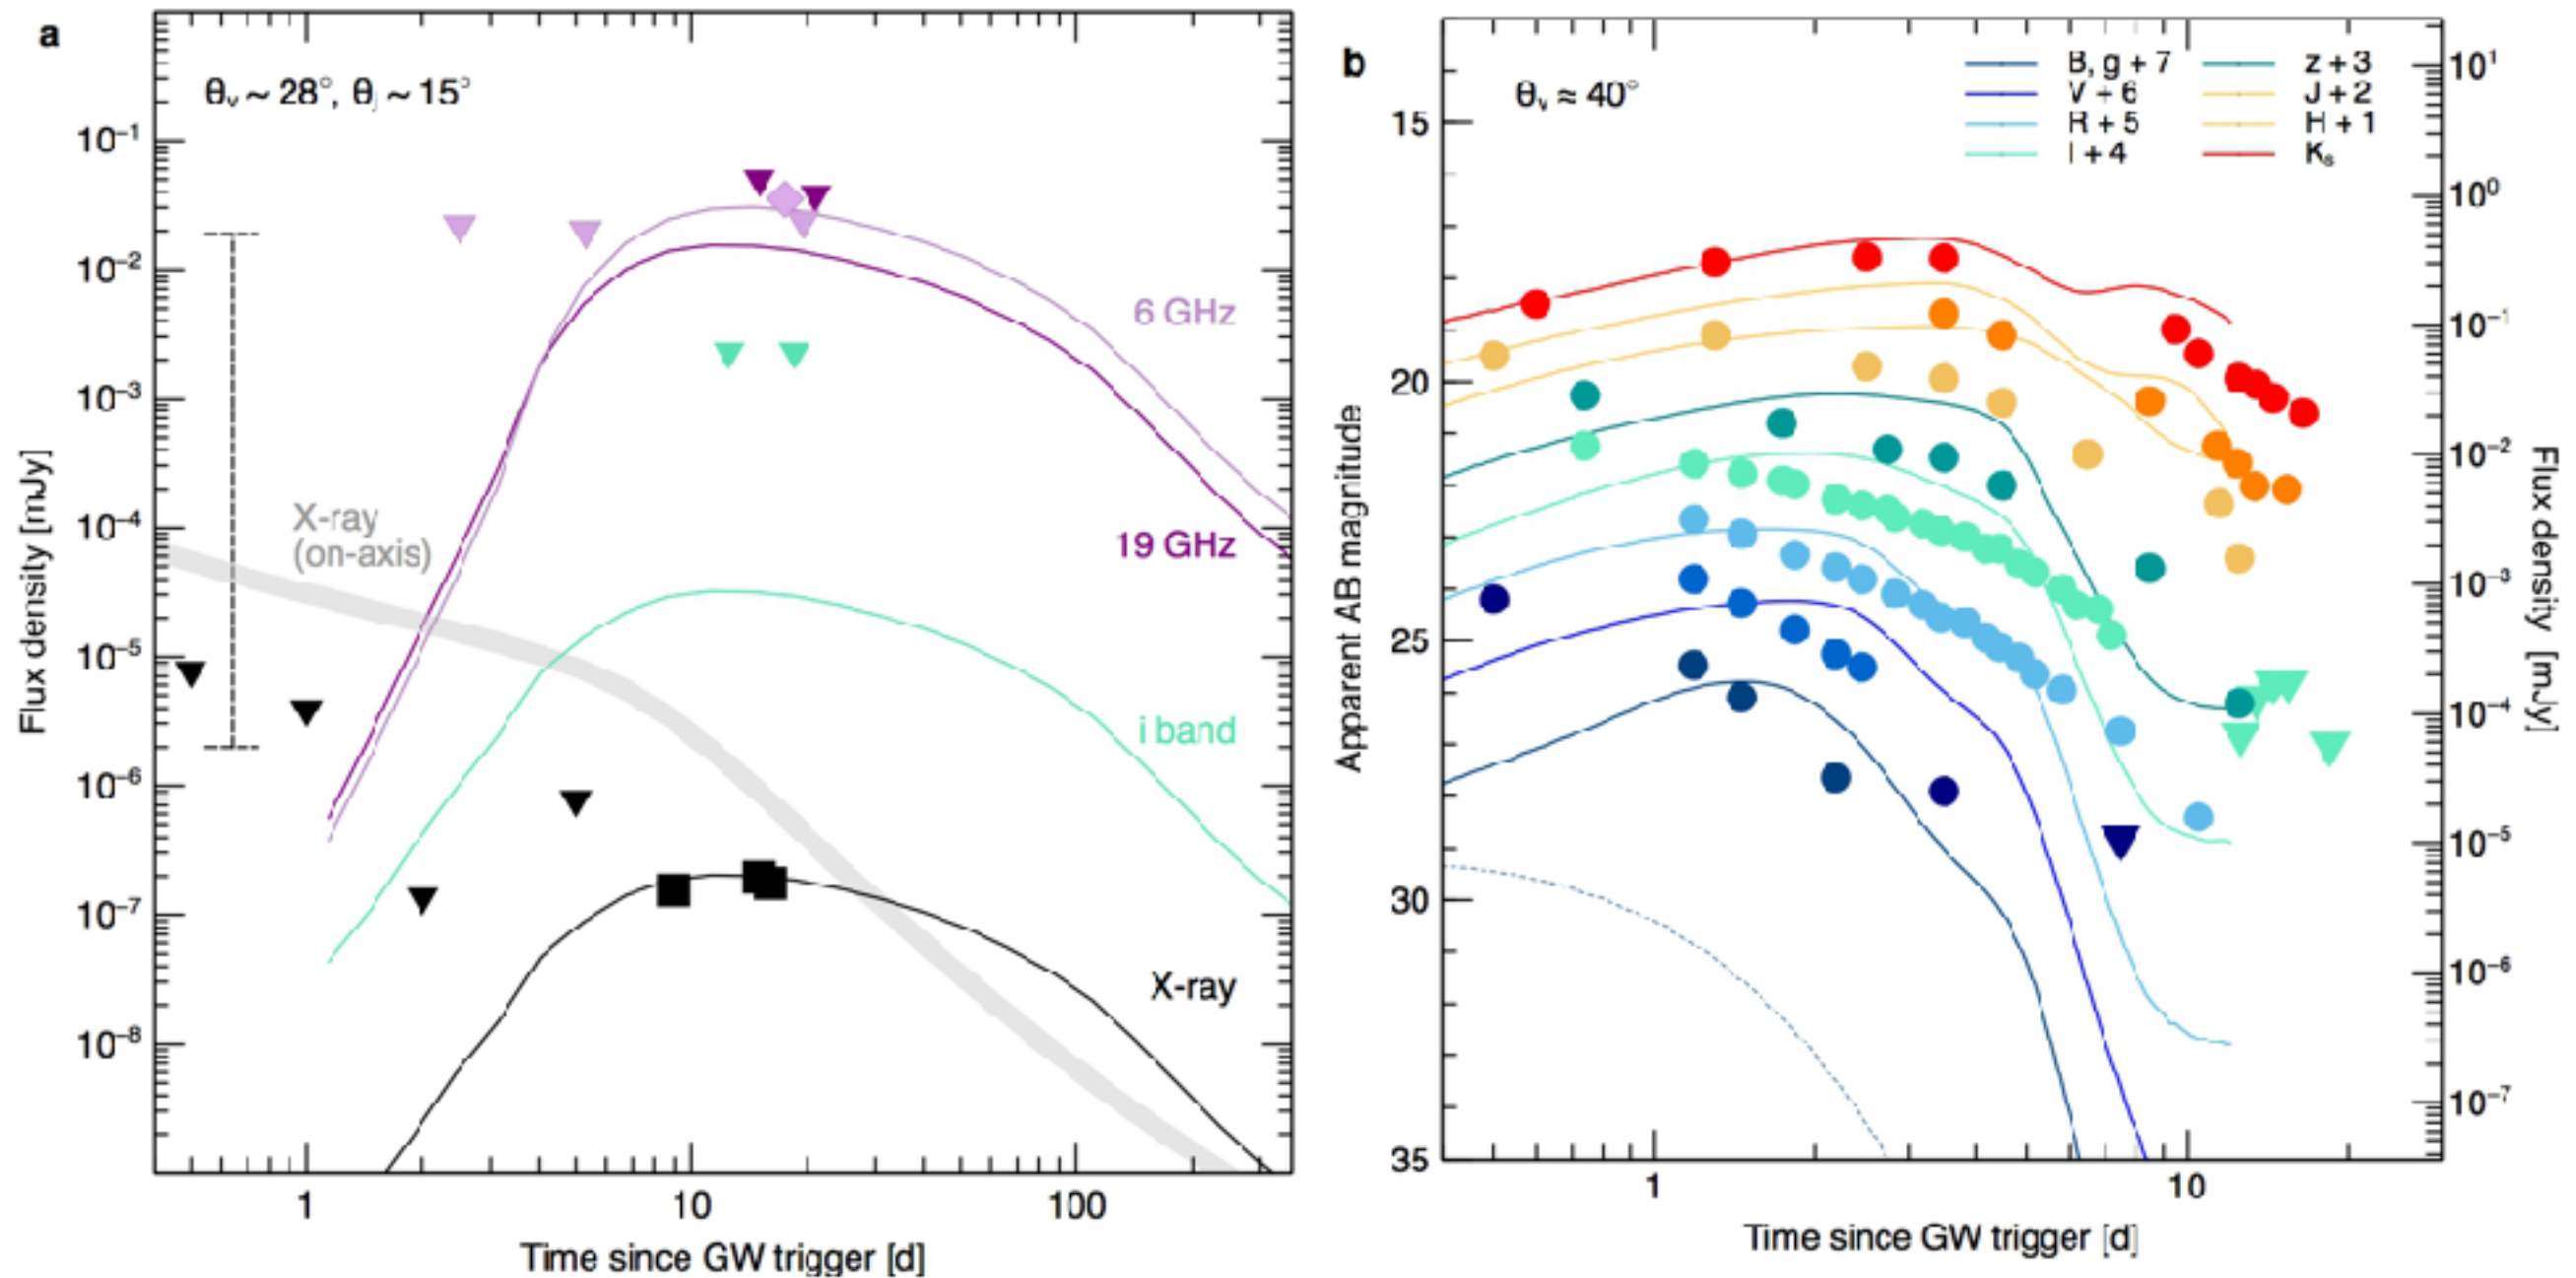 a
θv ~ 28°, θj ~ 15°
10⁻¹
10⁻²
10⁻³
10⁻⁴
10⁻⁵
10⁻⁶
10⁻⁷
10⁻⁸
Flux density [mJy]
X-ray
(on-axis)
6 GHz
19 GHz
i band
X-ray
1 10 100
Time since GW trigger [d]
b
θv ≈ 40°
B, g + 7
V + 6
R + 5
I + 4
z + 3
J + 2
H + 1
Ks
15
20
25
30
35
Apparent AB magnitude
10¹
10⁰
10⁻¹
10⁻²
10⁻³
10⁻⁴
10⁻⁵
10⁻⁶
10⁻⁷
Flux density [mJy]
1 10
Time since GW trigger [d]